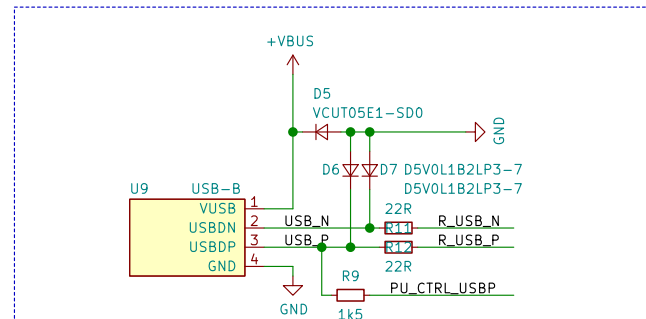 +VBUS
D5
VCUT05E1-SD0
GND
D6
D7
D5V0L1B2LP3-7
D5V0L1B2LP3-7
U9
USB-B
VUSB
1
USBDN
2
USB_N
22R
R11
R_USB_N
USBDP
3
USB_P
R12
R_USB_P
GND
4
22R
R9
PU_CTRL_USBP
GND
1k5